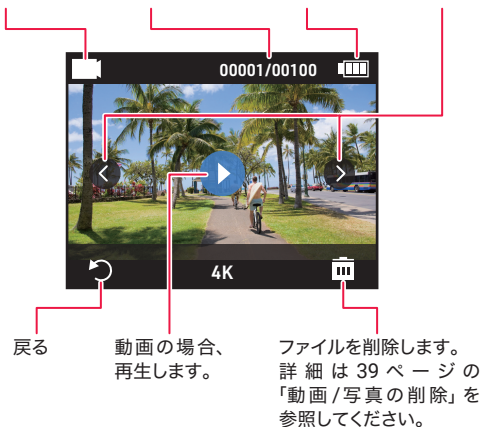 00001/00100
4K
戻る
動画の場合、
再生します。
ファイルを削除します。
詳細は39ページの
「動画/写真の削除」を
参照してください。